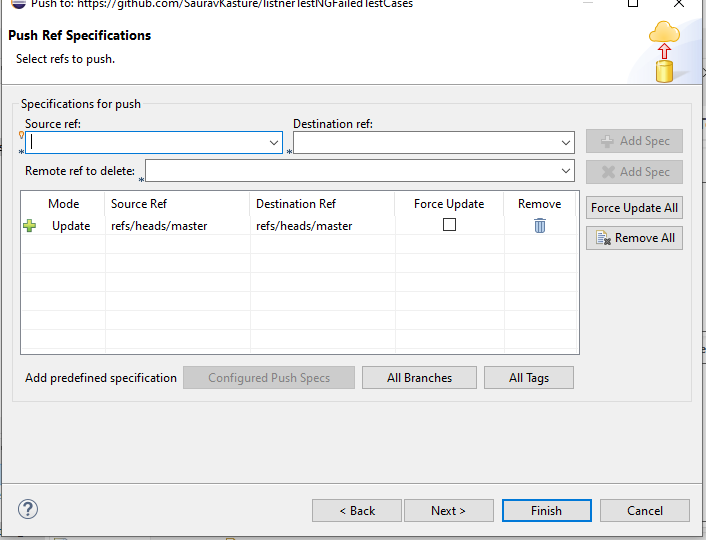 Push to: https://github.com/SauravKasture/listnerTestNGFailedTestCases
Push Ref Specifications
Select refs to push.
Specifications for push
Source ref:
Destination ref:
Add Spec
Remote ref to delete:
Add Spec
Mode Source Ref Destination Ref Force Update Remove
Force Update All
Update refs/heads/master refs/heads/master
Remove All
Add predefined specification Configured Push Specs All Branches All Tags
< Back Next > Finish Cancel